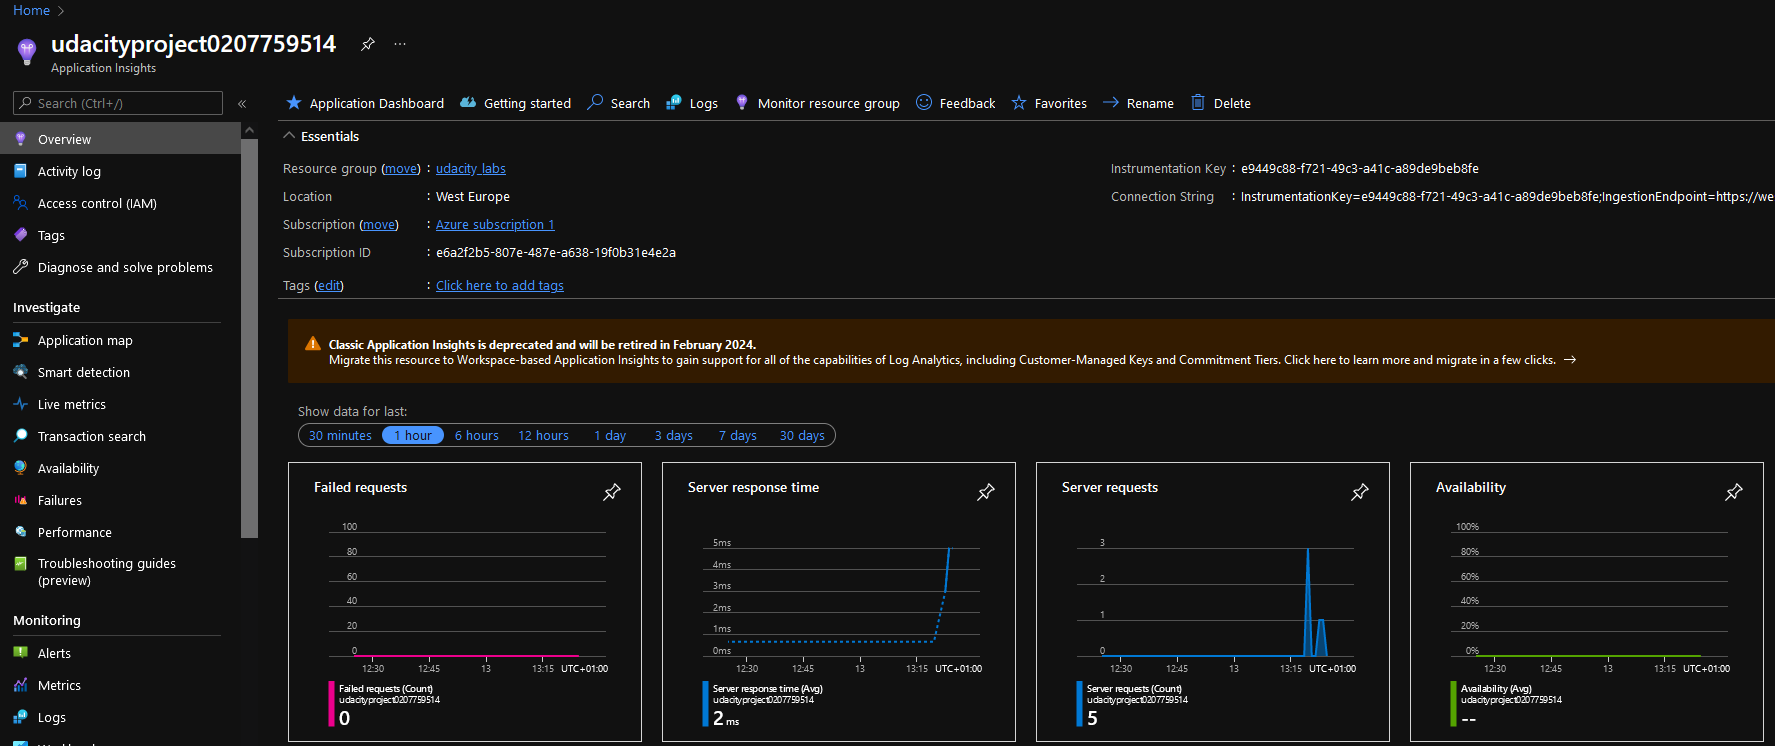 Home
udacityproject0207759514
Application Insights
Search (Ctrl+/)
Overview
Activity log
Access control (IAM)
Tags
Diagnose and solve problems
Investigate
Application map
Smart detection
Live metrics
Transaction search
Availability
Failures
Performance
Troubleshooting guides
(preview)
Monitoring
Alerts
Metrics
Logs
Application Dashboard Getting started Search Logs Monitor resource group Feedback Favorites Rename Delete
Essentials
Resource group (move) : udacity_labs
Location : West Europe
Subscription (move) : Azure subscription 1
Subscription ID : e6a2f2b5-807e-487e-a638-19f0b31e4e2a
Tags (edit) : Click here to add tags
Instrumentation Key : e9449c88-f721-49c3-a41c-a89de9beb8fe
Connection String : InstrumentationKey=e9449c88-f721-49c3-a41c-a89de9beb8fe;IngestionEndpoint=https://we
Classic Application Insights is deprecated and will be retired in February 2024.
Migrate this resource to Workspace-based Application Insights to gain support for all of the capabilities of Log Analytics, including Customer-Managed Keys and Commitment Tiers. Click here to learn more and migrate in a few clicks.
Show data for last:
30 minutes 1 hour 6 hours 12 hours 1 day 3 days 7 days 30 days
Failed requests
100
80
60
40
20
0
12:30 12:45 13 13:15 UTC+01:00
Failed requests (Count)
udacityproject0207759514
0
Server response time
5ms
4ms
3ms
2ms
1ms
0ms
12:30 12:45 13 13:15 UTC+01:00
Server response time (Avg)
udacityproject0207759514
2 ms
Server requests
3
2
1
0
12:30 12:45 13 13:15 UTC+01:00
Server requests (Count)
udacityproject0207759514
5
Availability
100%
80%
60%
40%
20%
0%
12:30 12:45 13 13:15 UTC+01:00
Availability (Avg)
udacityproject0207759514
--